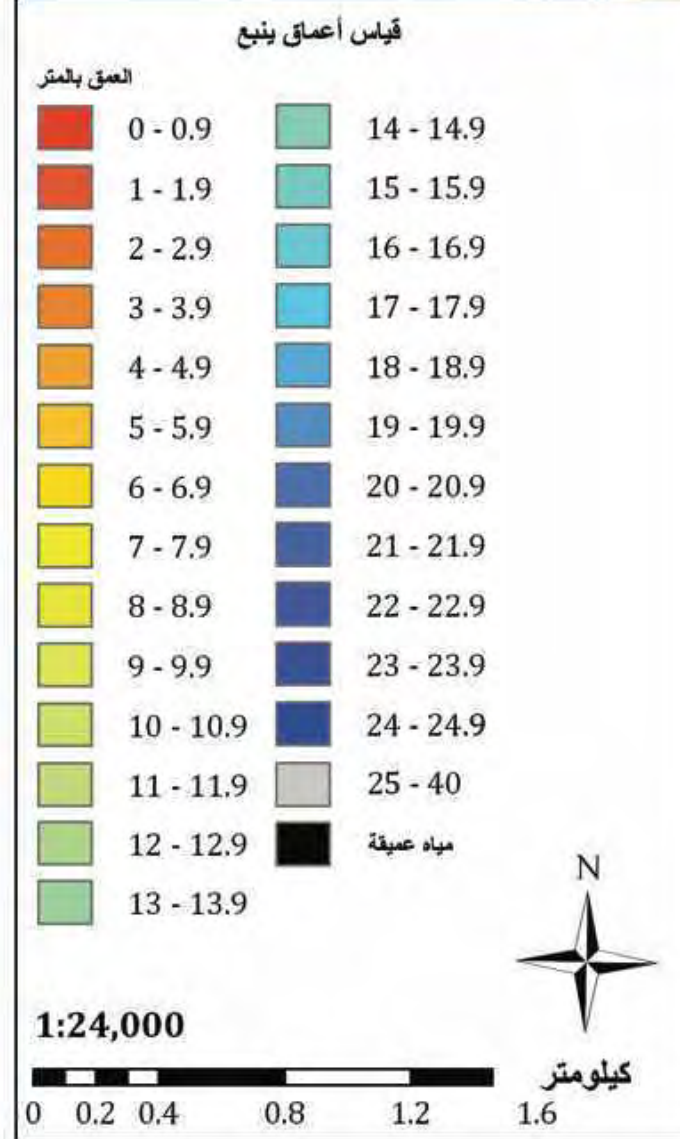 قياس أعماق ينبع
العمق بالمتر
0 - 0.9
1 - 1.9
2 - 2.9
3 - 3.9
4 - 4.9
5 - 5.9
6 - 6.9
7 - 7.9
8 - 8.9
9 - 9.9
10 - 10.9
11 - 11.9
12 - 12.9
13 - 13.9
14 - 14.9
15 - 15.9
16 - 16.9
17 - 17.9
18 - 18.9
19 - 19.9
20 - 20.9
21 - 21.9
22 - 22.9
23 - 23.9
24 - 24.9
25 - 40
مياه عميقة
N
1:24,000
كيلومتر
0 0.2 0.4 0.8 1.2 1.6